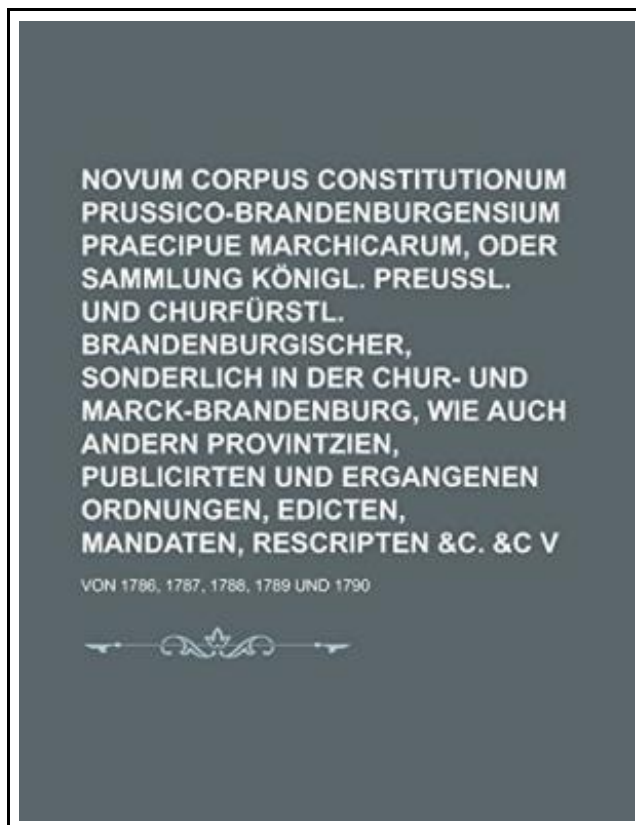 NOVUM CORPUS CONSTITUTIONUM
PRUSSICO-BRANDENBURGENSIUM
PRAECIPUE MARCHICARUM, ODER
SAMMLUNG KÖNIGL. PREUSSL.
UND CHURFÜRSTL.
BRANDENBURGISCHER,
SONDERLICH IN DER CHUR- UND
MARCK-BRANDENBURG, WIE AUCH
ANDERN PROVINTZIEN,
PUBLICIRTEN UND ERGANGENEN
ORDNUNGEN, EDICTEN,
MANDATEN, RESCRIPTEN &C. &C V
VON 1786, 1787, 1788, 1789 UND 1790